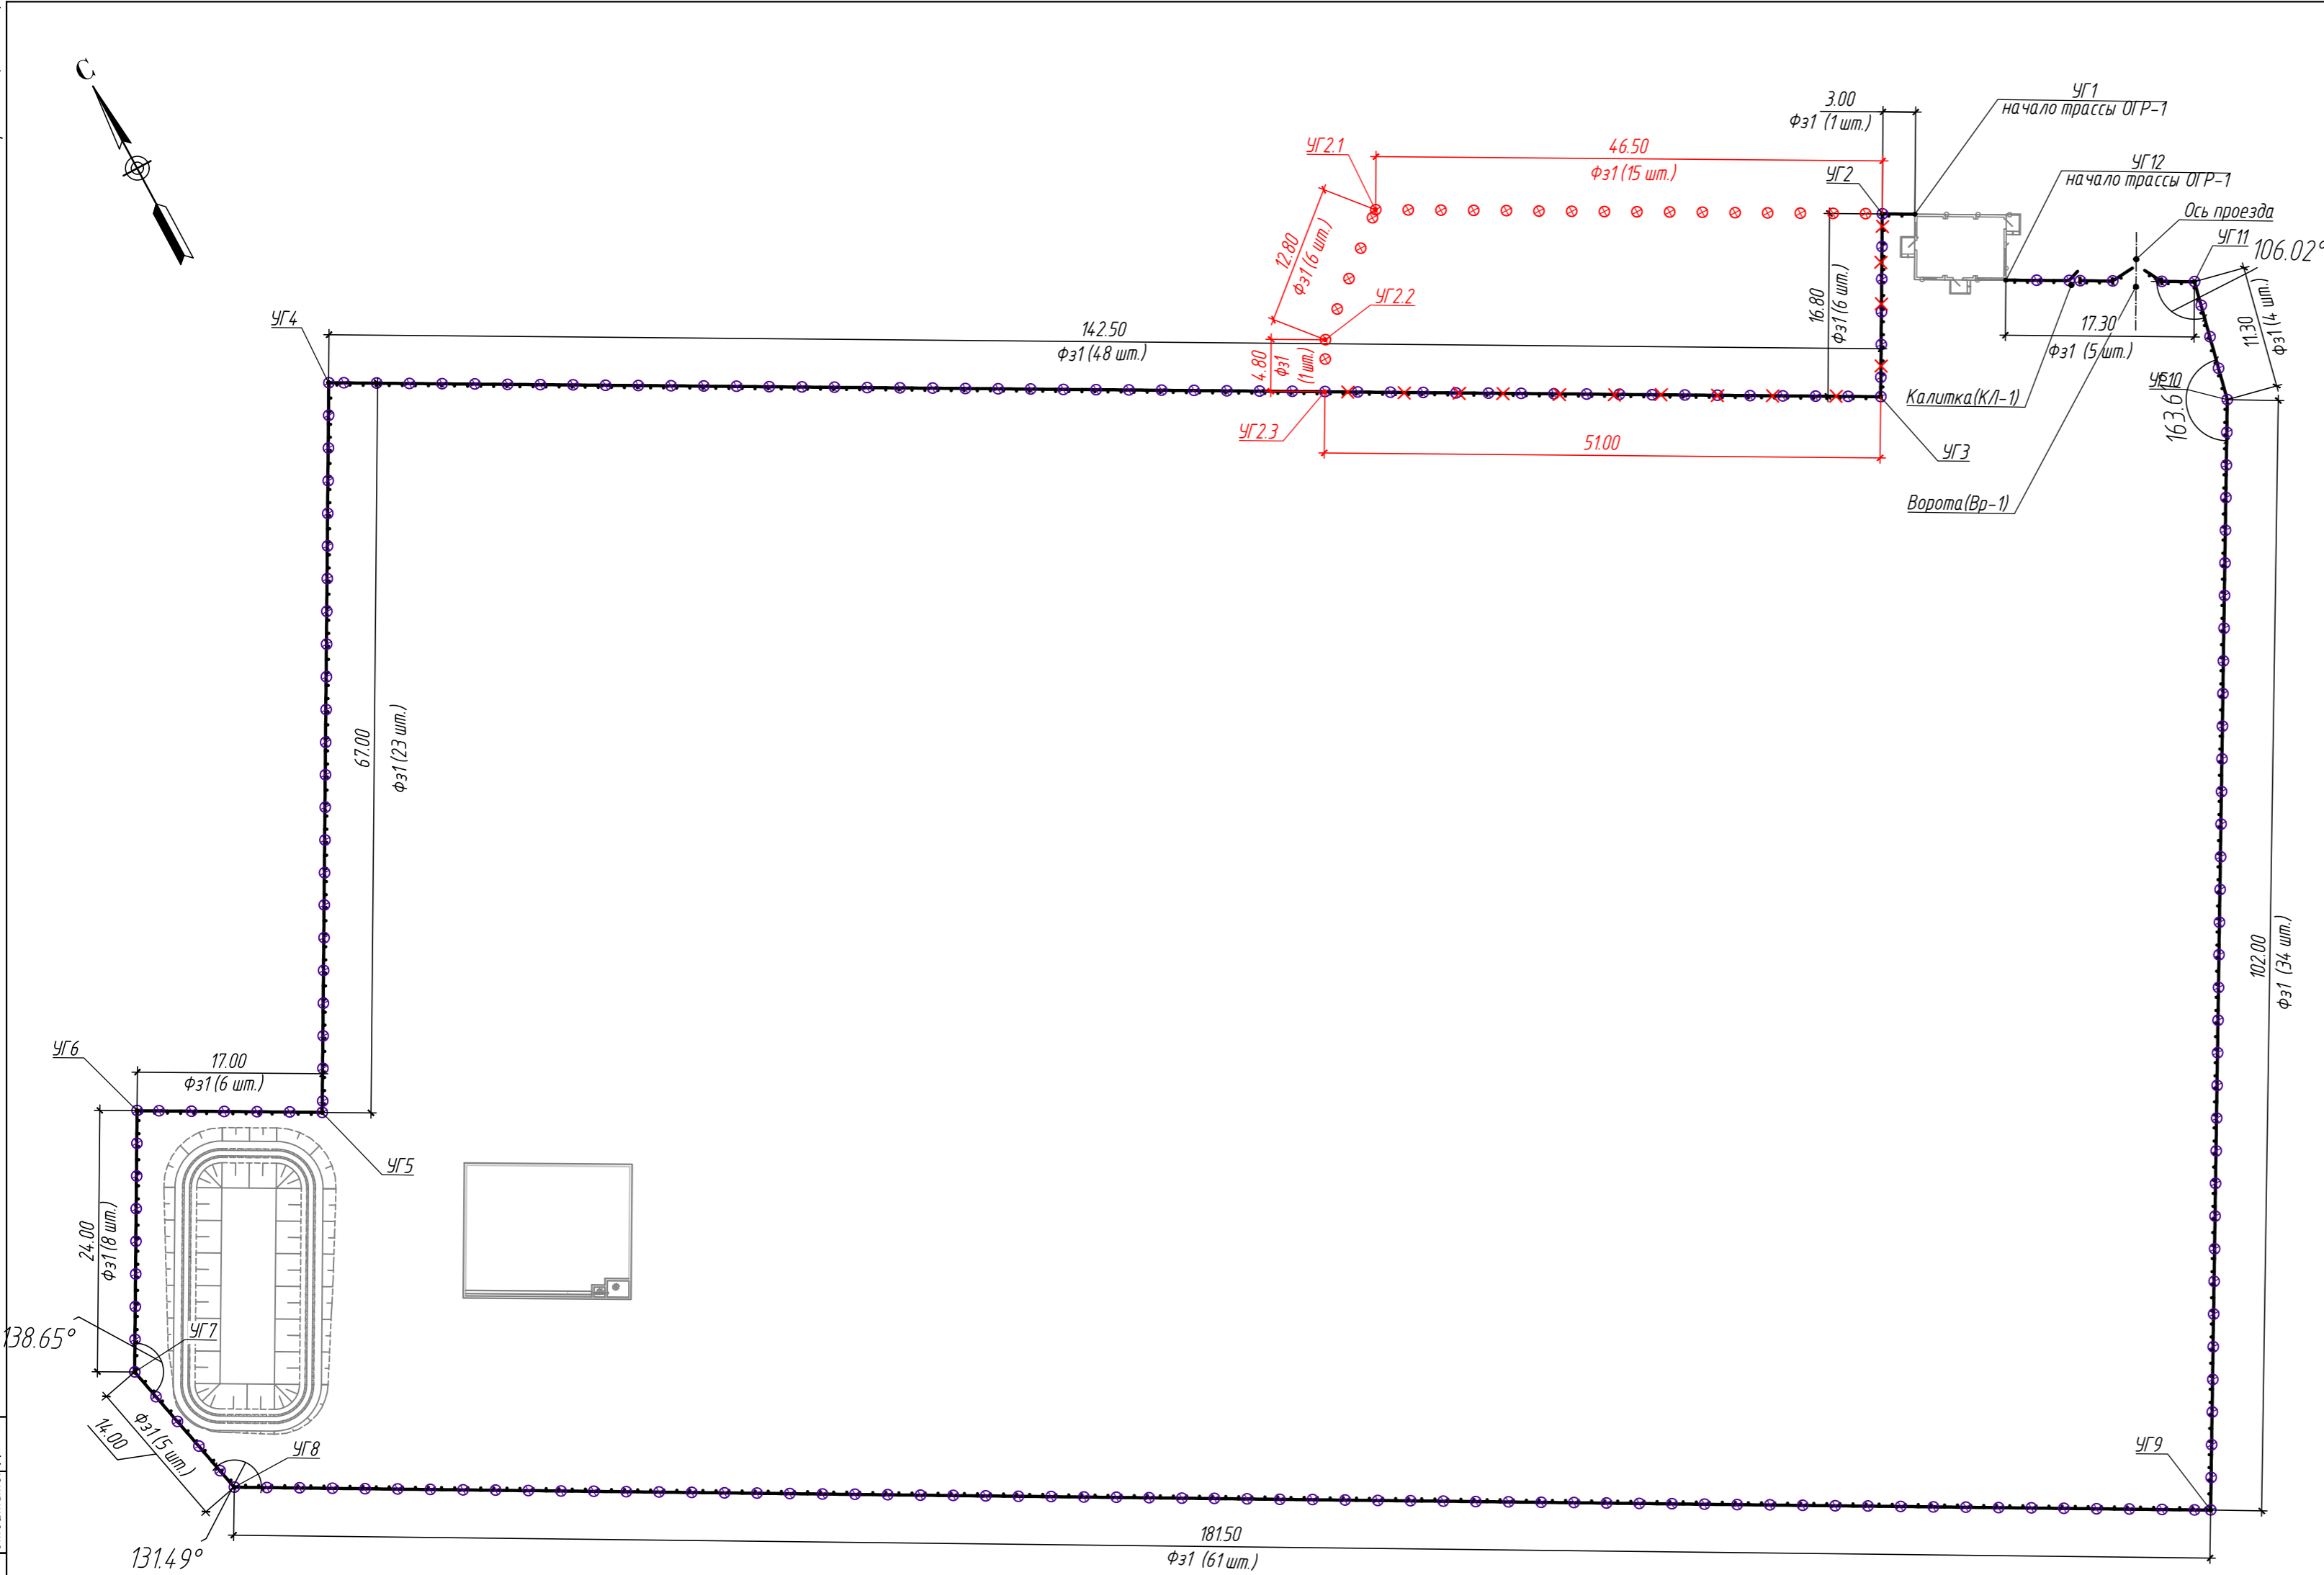 С
3.00
Фз1 (1 шт.)
УГ1
начало трассы ОГР-1
УГ2.1
46.50
Фз1 (15 шт.)
УГ2
УГ12
начало трассы ОГР-1
Ось проезда
УГ11
106.02°
12.80
Фз1 (6 шт.)
УГ2.2
16.80
Фз1 (6 шт.)
11.30
Фз1 (4 шт.)
УГ4
142.50
Фз1 (48 шт.)
17.30
Фз1 (5 шт.)
4.80
Фз1
(1 шт.)
УГ10
Калитка(КЛ-1)
163.6
УГ2.3
51.00
УГ3
Ворота(Вр-1)
67.00
Фз1 (23 шт.)
102.00
Фз1 (34 шт.)
УГ6
17.00
Фз1 (6 шт.)
УГ5
24.00
Фз1 (8 шт.)
138.65°
УГ7
14.00
Фз1 (5 шт.)
УГ8
УГ9
131.49°
181.50
Фз1 (61 шт.)